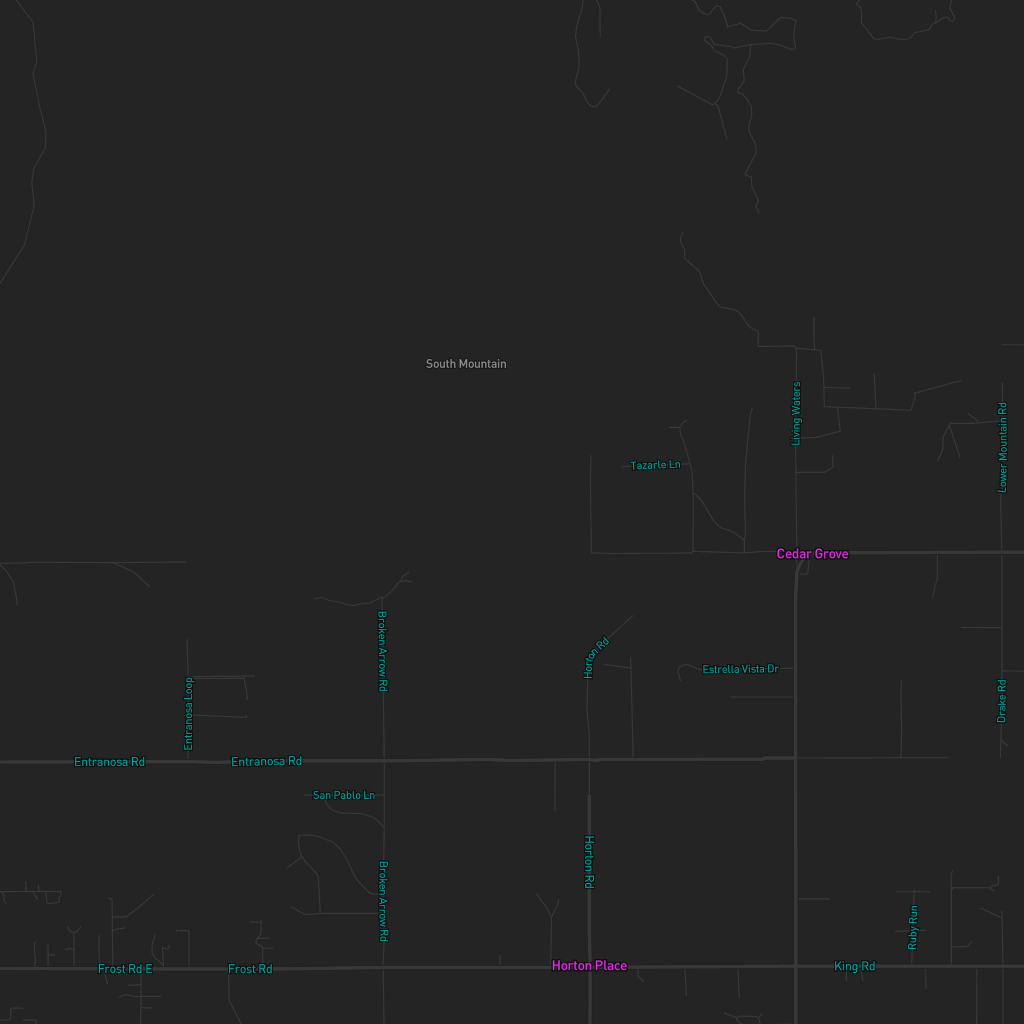 South Mountain
Living Waters
Lower Mountain Rd
Tazarle Ln
Cedar Grove
Broken Arrow Rd
Horton Rd
Estrella Vista Dr
Entranosa Loop
Drake Rd
Entranosa Rd
Entranosa Rd
San Pablo Ln
Horton Rd
Broken Arrow Rd
Ruby Run
Frost Rd E
Frost Rd
Horton Place
King Rd